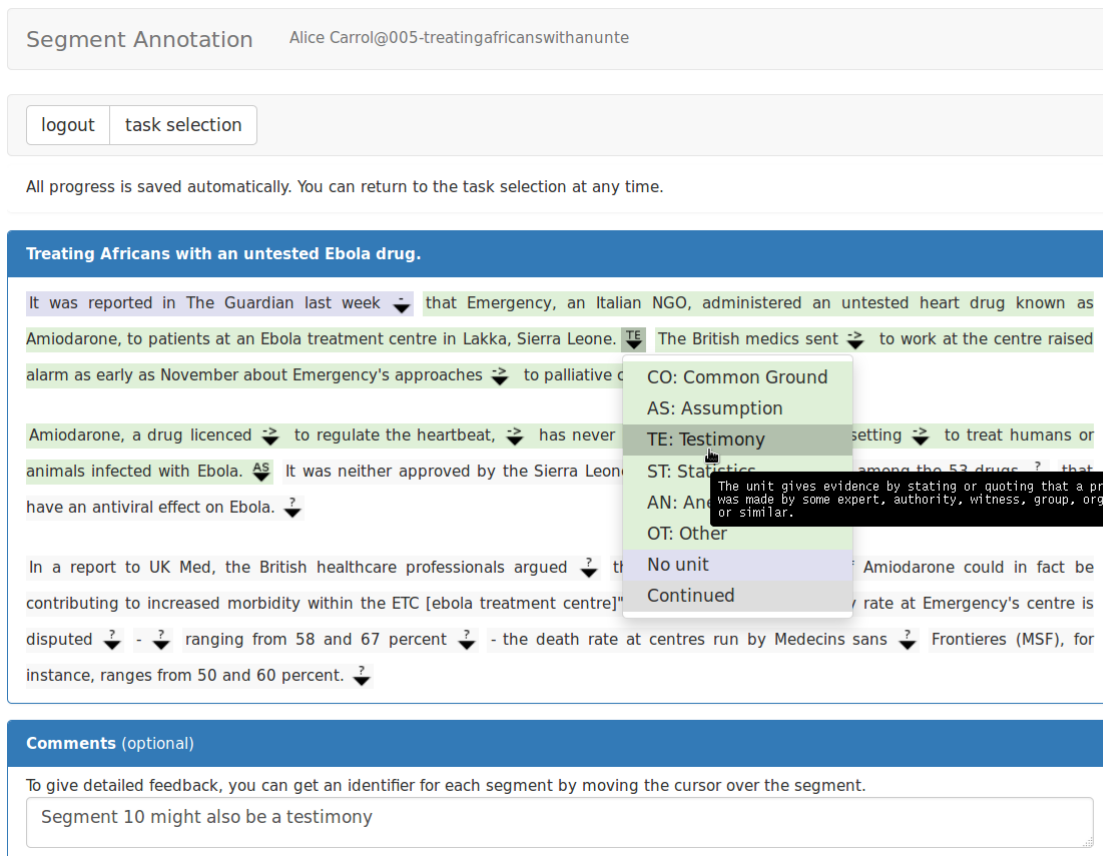 Segment Annotation Alice Carrol@005-treatingafricanswithanunte
logout task selection
All progress is saved automatically. You can return to the task selection at any time.
Treating Africans with an untested Ebola drug.
It was reported in The Guardian last week - that Emergency, an Italian NGO, administered an untested heart drug known as
Amiodarone, to patients at an Ebola treatment centre in Lakka, Sierra Leone. TE The British medics sent -> to work at the centre raised
alarm as early as November about Emergency's approaches -> to palliative
CO: Common Ground
AS: Assumption
TE: Testimony
ST: Statistics
AN:
OT: Other
No unit
Continued
The unit gives evidence by stating or quoting that a
was made by some expert, authority, witness, group,
or similar.
Amiodarone, a drug licenced -> to regulate the heartbeat, -> has never setting -> to treat humans or
animals infected with Ebola. AS It was neither approved by the Sierra among the 53 drugs ? that
have an antiviral effect on Ebola. ?
In a report to UK Med, the British healthcare professionals argued ? Amiodarone could in fact be
contributing to increased morbidity within the ETC [ebola treatment centre]" rate at Emergency's centre is
disputed ? - ? ranging from 58 and 67 percent ? - the death rate at centres run by Medecins sans ? Frontieres (MSF), for
instance, ranges from 50 and 60 percent. ?
Comments (optional)
To give detailed feedback, you can get an identifier for each segment by moving the cursor over the segment.
Segment 10 might also be a testimony